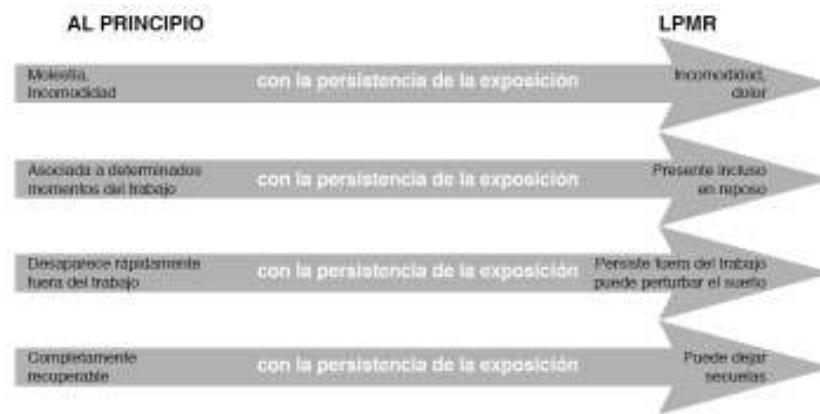 AL PRINCIPIO LPMR
Molestia,
Incomodidad
con la persistencia de la exposición
Incomodidad,
dolor
Asociada a determinados
momentos del trabajo
con la persistencia de la exposición
Presente incluso
en reposo
Desaparece rápidamente
fuera del trabajo
con la persistencia de la exposición
Persiste fuera del trabajo
puede perturbar el sueño
Completamente
recuperable
con la persistencia de la exposición
Puede dejar
secuelas